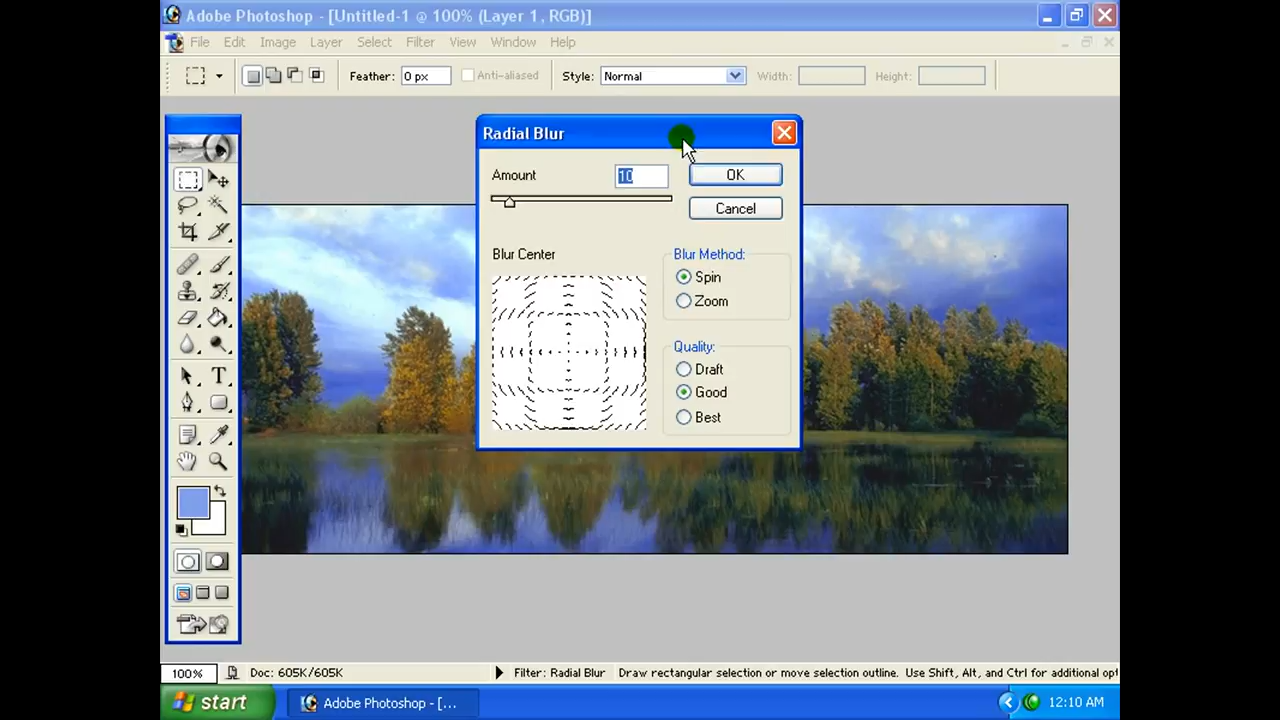 Adobe Photoshop - [Untitled-1 @ 100% (Layer 1, RGB)]
File Edit Image Layer Select Filter View Window Help
Feather: 0 px Anti-aliased Style: Normal Width: Height:
Radial Blur
Amount 10 OK
Cancel
Blur Center
Blur Method:
Spin
Zoom
Quality:
Draft
Good
Best
T
100% Doc: 605K/605K Filter: Radial Blur Draw rectangular selection or move selection outline. Use Shift, Alt, and Ctrl for additional opt
start Adobe Photoshop - [... 12:10 AM